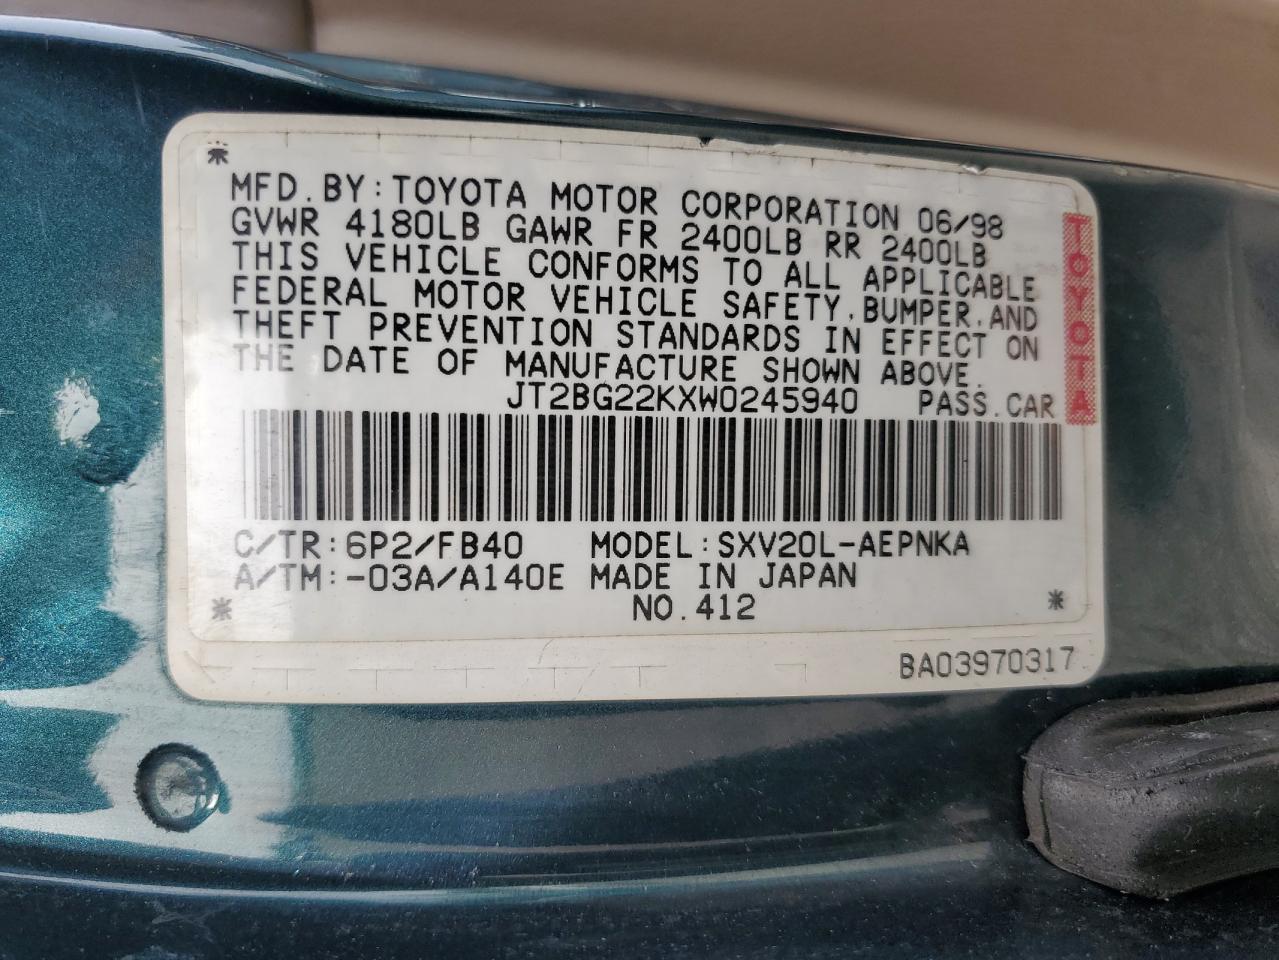 MFD. BY: TOYOTA MOTOR CORPORATION 06/98
GVWR 4180LB GAWR FR 2400LB RR 2400LB
THIS VEHICLE CONFORMS TO ALL APPLICABLE
FEDERAL MOTOR VEHICLE SAFETY, BUMPER, AND
THEFT PREVENTION STANDARDS IN EFFECT ON
THE DATE OF MANUFACTURE SHOWN ABOVE.
JT2BG22KXW0245940 PASS. CAR
TOYOTA
C/TR: 6P2/FB40 MODEL: SXV20L-AEPNKA
A/TM: -03A/A140E MADE IN JAPAN
NO. 412
BA03970317